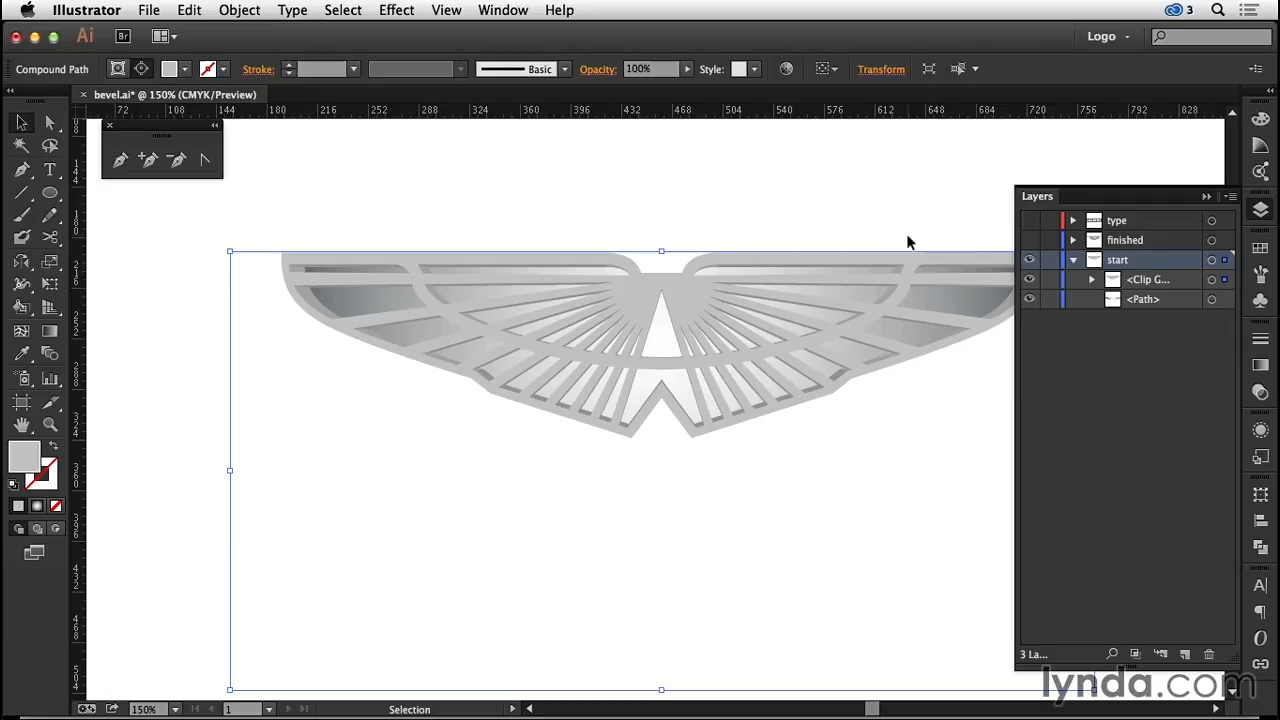 Illustrator File Edit Object Type Select Effect View Window Help 3
Ai Br Logo
Compound Path Stroke: Basic Opacity: 100% Style: Transform
× bevel.ai* @ 150% (CMYK/Preview)
72 108 144 180 216 252 288 324 360 396 432 468 504 540 576 612 648 684 720 756 792 828
Layers
type
finished
start
<Clip G...
<Path>
3 La...
lynda.com
150% 1 Selection